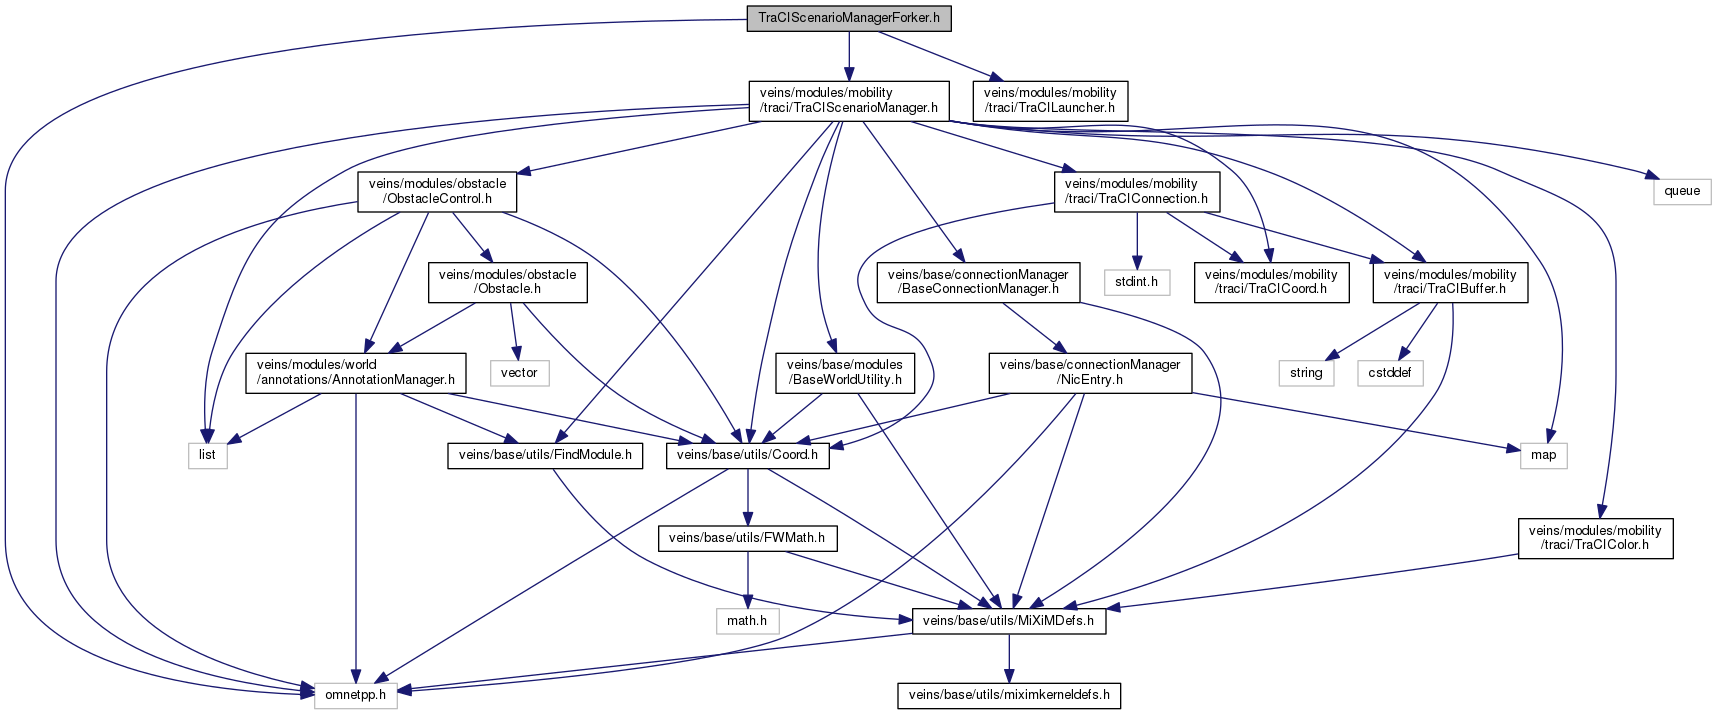 TraCIScenarioManagerForker.h
veins/modules/mobility
/traci/TraCIScenarioManager.h
veins/modules/mobility
/traci/TraCILauncher.h
veins/modules/obstacle
/ObstacleControl.h
veins/modules/mobility
/traci/TraCIConnection.h
queue
veins/modules/obstacle
/Obstacle.h
veins/base/connectionManager
/BaseConnectionManager.h
stdint.h
veins/modules/mobility
/traci/TraCICoord.h
veins/modules/mobility
/traci/TraCIBuffer.h
veins/modules/world
/annotations/AnnotationManager.h
vector
veins/base/modules
/BaseWorldUtility.h
veins/base/connectionManager
/NicEntry.h
string
cstddef
list
veins/base/utils/FindModule.h
veins/base/utils/Coord.h
map
veins/base/utils/FWMath.h
veins/modules/mobility
/traci/TraCIColor.h
math.h
veins/base/utils/MiXiMDefs.h
omnetpp.h
veins/base/utils/miximkerneldefs.h